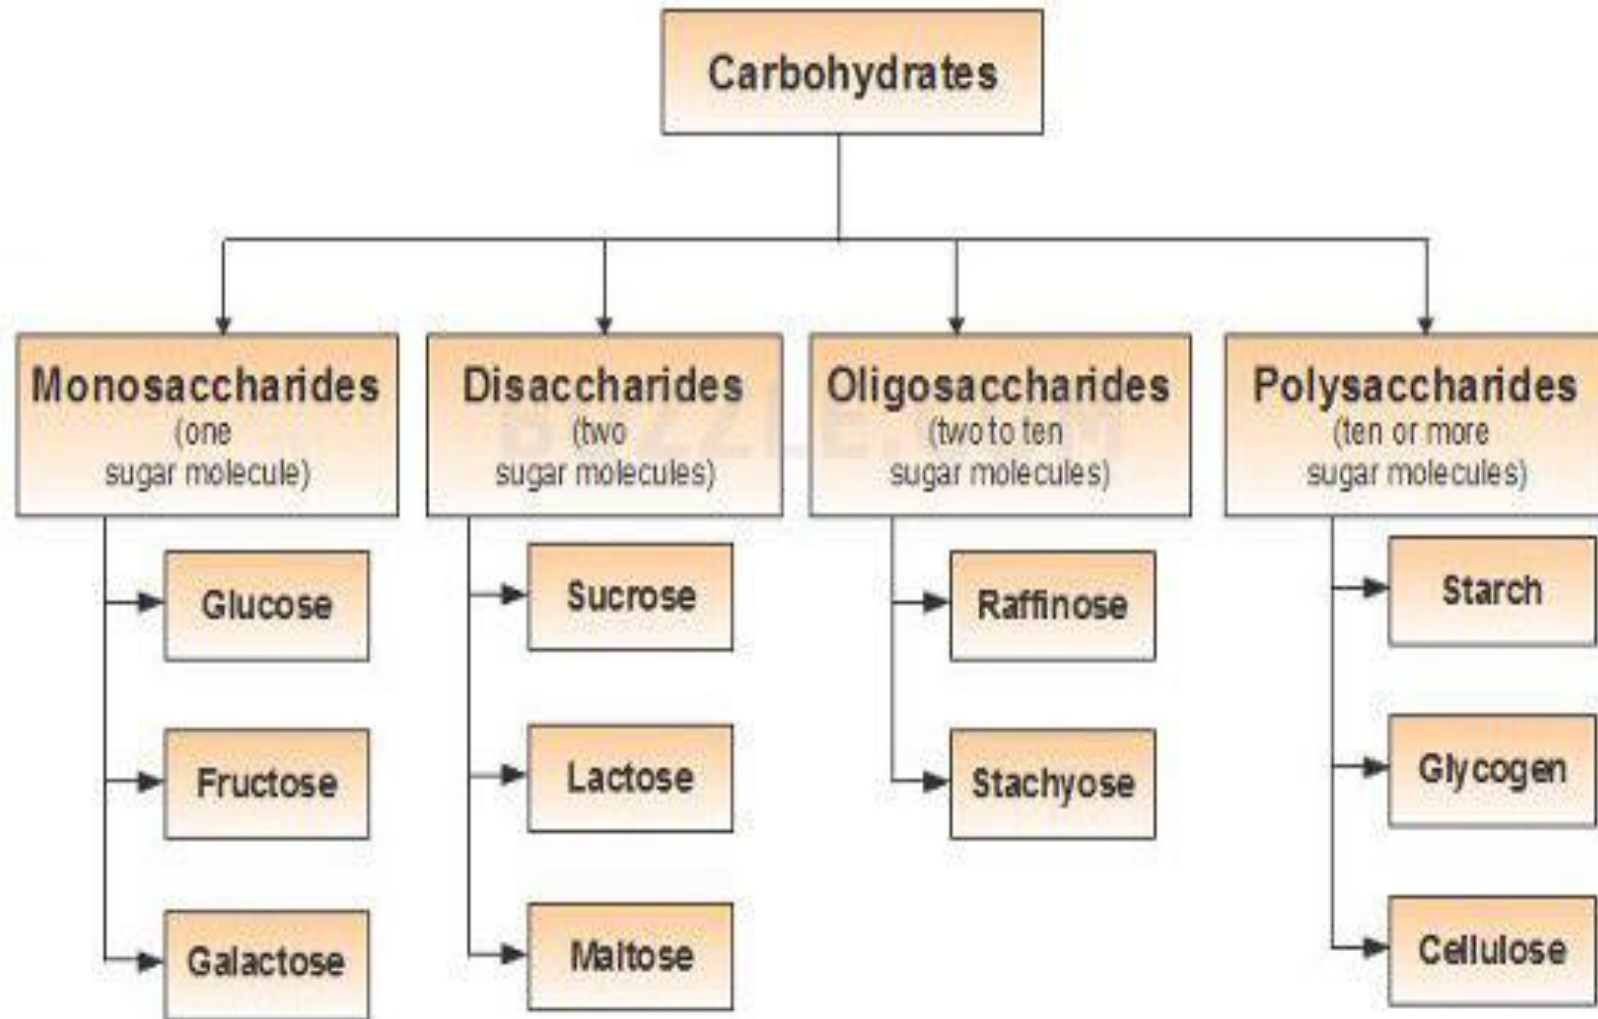 Carbohydrates
Monosaccharides
(one
sugar molecule)
Disaccharides
(two
sugar molecules)
Oligosaccharides
(two to ten
sugar molecules)
Polysaccharides
(ten or more
sugar molecules)
Glucose
Fructose
Galactose
Sucrose
Lactose
Maltose
Raffinose
Stachyose
Starch
Glycogen
Cellulose